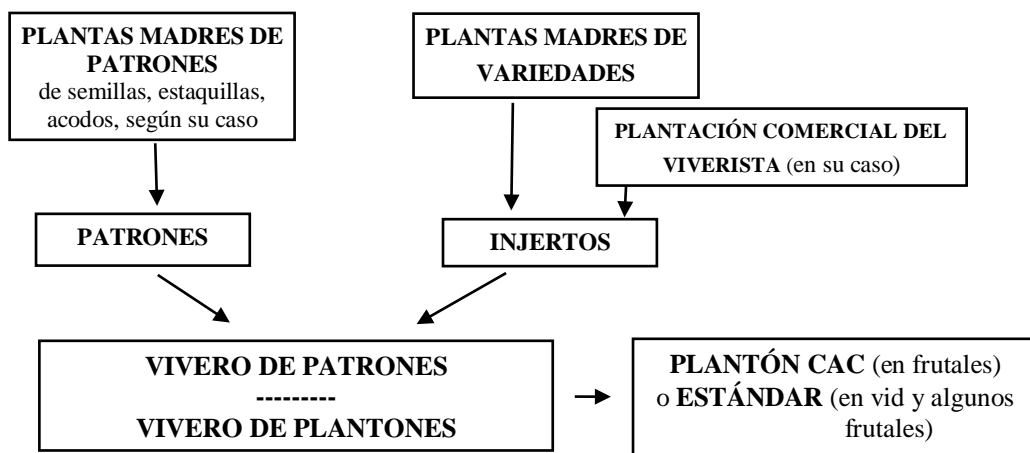 PLANTAS MADRES DE
PATRONES
de semillas, estaquillas,
acodos, según su caso
PLANTAS MADRES DE
VARIEDADES
PLANTACIÓN COMERCIAL DEL
VIVERISTA (en su caso)
PATRONES
INJERTOS
VIVERO DE PATRONES
---------
VIVERO DE PLANTONES
PLANTÓN CAC (en frutales)
o ESTÁNDAR (en vid y algunos
frutales)